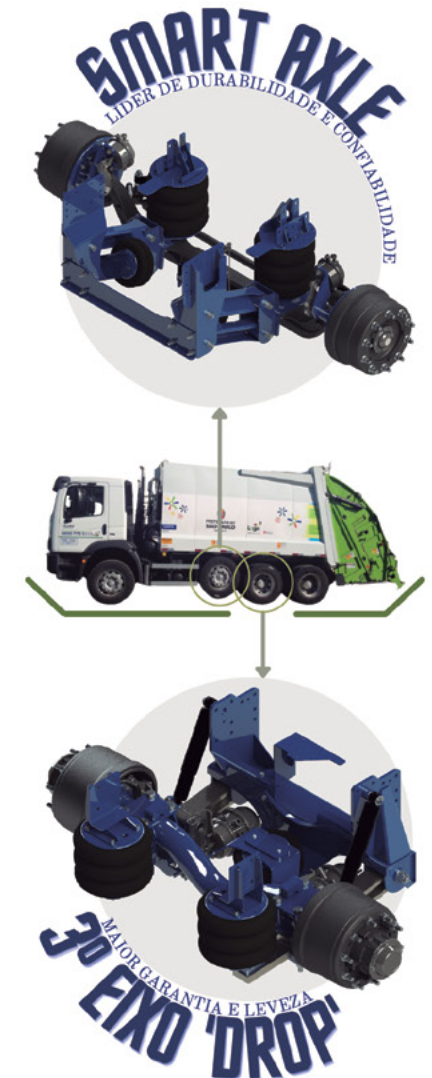 SMART AXLE
LÍDER DE DURABILIDADE E CONFIABILIDADE
MAIOR GARANTIA E LEVEZA
3º EIXO 'DROP'